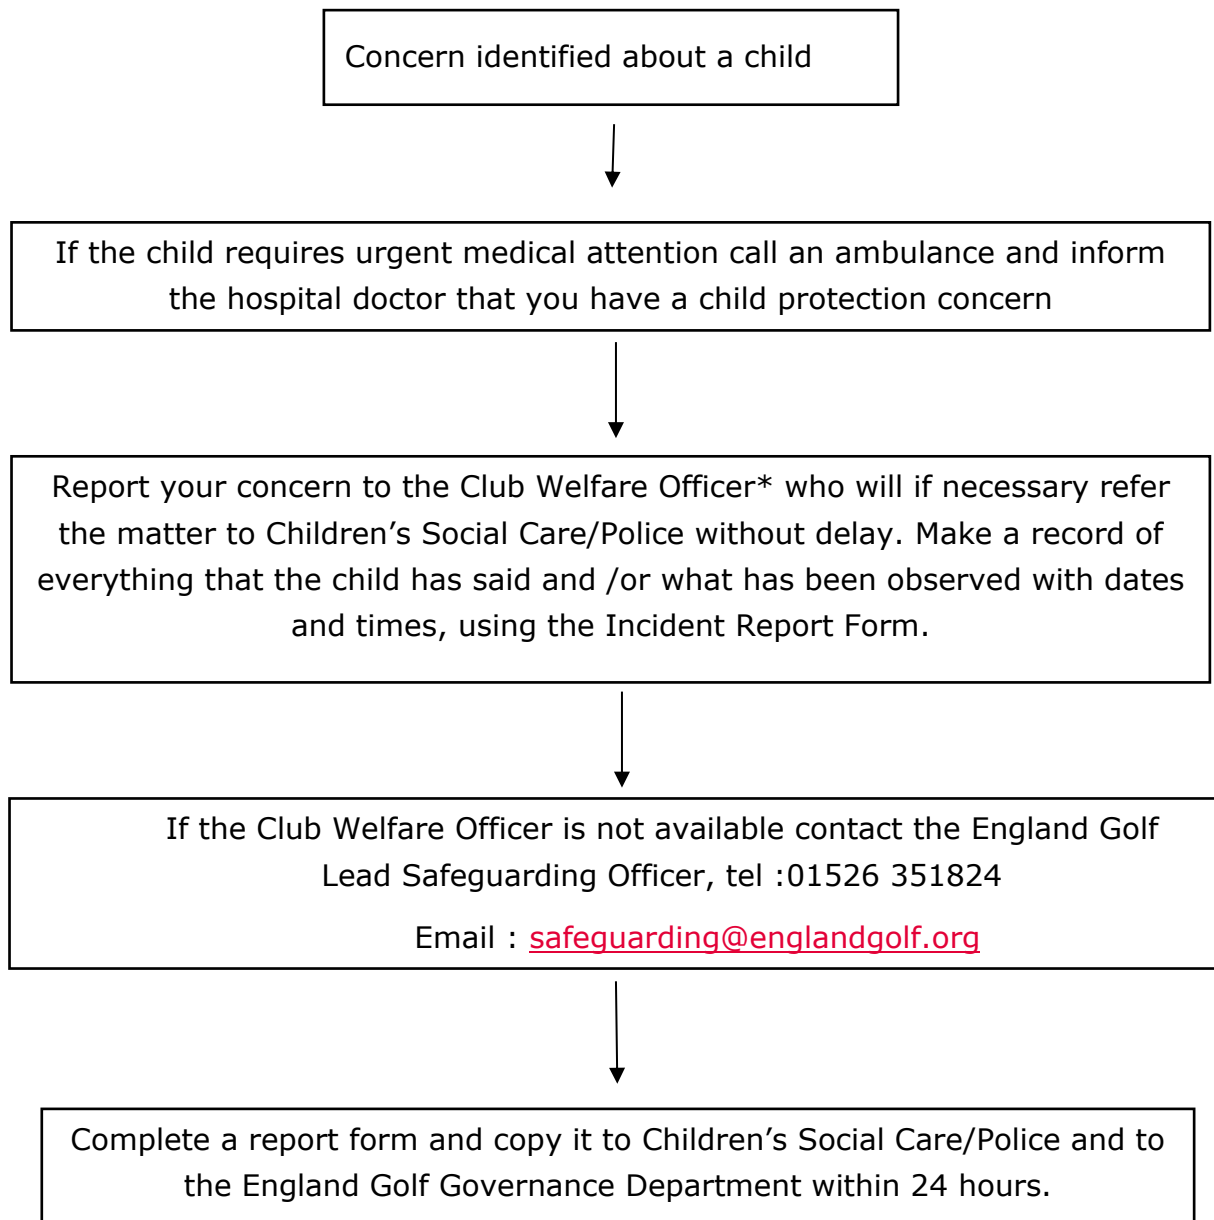 Concern identified about a child
If the child requires urgent medical attention call an ambulance and inform
the hospital doctor that you have a child protection concern
Report your concern to the Club Welfare Officer* who will if necessary refer
the matter to Children’s Social Care/Police without delay. Make a record of
everything that the child has said and /or what has been observed with dates
and times, using the Incident Report Form.
If the Club Welfare Officer is not available contact the England Golf
Lead Safeguarding Officer, tel :01526 351824
Email : safeguarding@englandgolf.org
Complete a report form and copy it to Children’s Social Care/Police and to
the England Golf Governance Department within 24 hours.